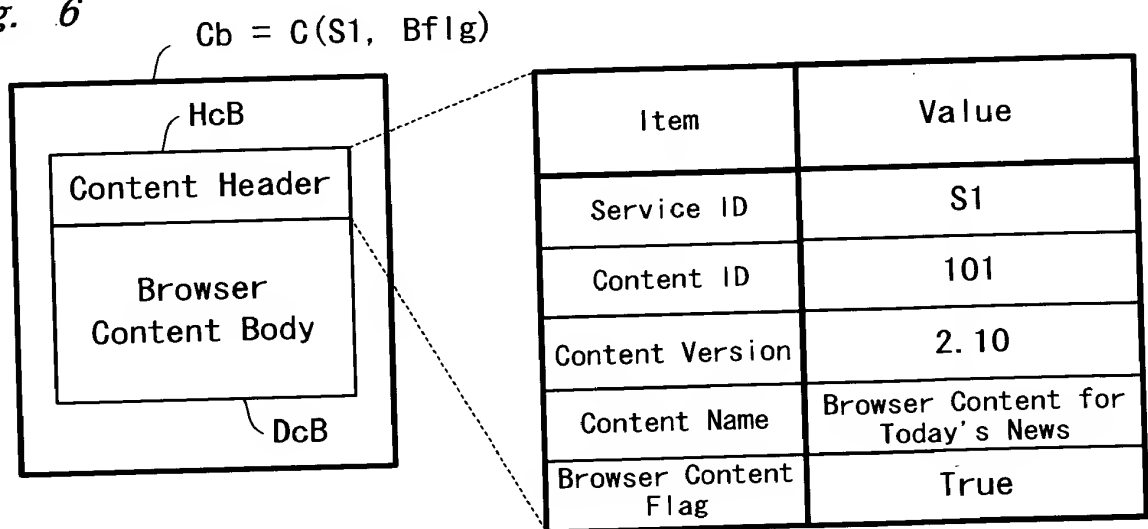 g. 6
Cb = C(S1, Bflg)
HcB
Content Header
Browser
Content Body
DcB
Item Value
Service ID S1
Content ID 101
Content Version 2.10
Content Name Browser Content for
Today's News
Browser Content
Flag True